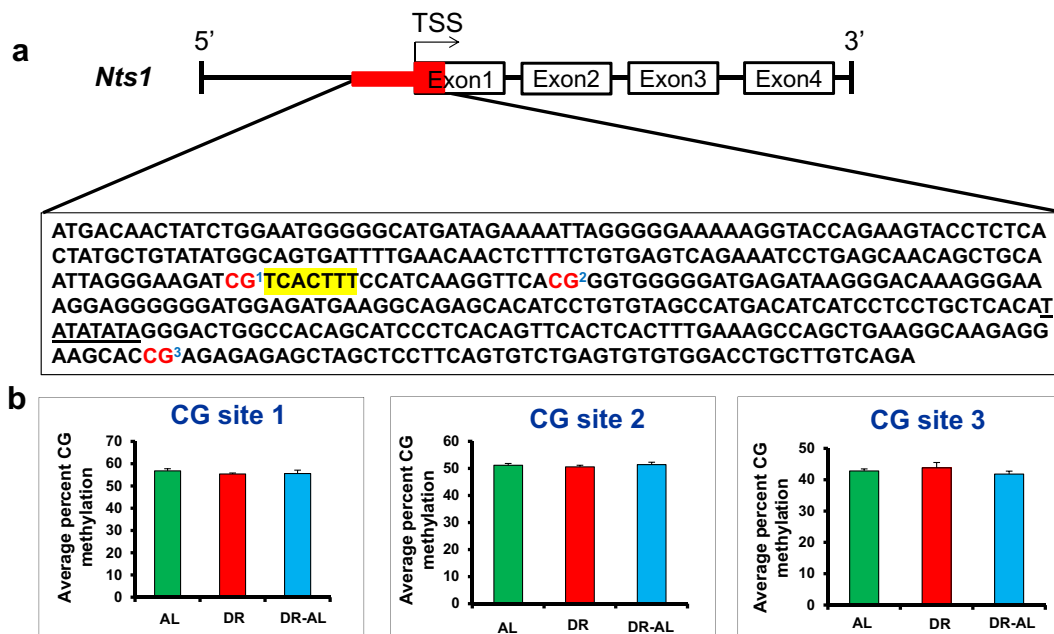 a
TSS
5’ 3’
Nts1 Exon1 Exon2 Exon3 Exon4
ATGACAACTATCTGGAATGGGGGCATGATAGAAAATTAGGGGGAAAAAGGTACCAGAAGTACCTCTCA
CTATGCTGTATATGGCAGTGATTTTGAACAACTCTTTCTGTGAGTCAGAAATCCTGAGCAACAGCTGCA
ATTAGGGAAGATCG1TCACTTTCCATCAAGGTTCACG2GGTGGGGGATGAGATAAGGGACAAAGGGAA
AGGAGGGGGGATGGAGATGAAGGCAGAGCACATCCTGTGTAGCCATGACATCATCCTCCTGCTCACAT
ATATATAGGGACTGGCCACAGCATCCCTCACAGTTCACTCACTTTGAAAGCCAGCTGAAGGCAAGAGG
AAGCACCG3AGAGAGAGCTAGCTCCTTCAGTGTCTGAGTGTGTGGACCTGCTTGTCAGA
b
CG site 1
Average percent CG
methylation
70
60
50
40
30
20
10
0
AL DR DR-AL
CG site 2
Average percent CG
methylation
60
50
40
30
20
10
0
AL DR DR-AL
CG site 3
Average percent CG
methylation
50
40
30
20
10
0
AL DR DR-AL